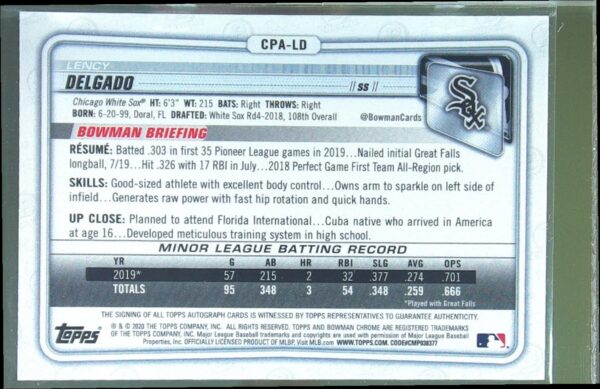 CPA-LD
LENCY
DELGADO
// SS //
Sox
Chicago White Sox® HT: 6'3" WT: 215 BATS: Right THROWS: Right
BORN: 6-20-99, Doral, FL DRAFTED: White Sox Rd4-2018, 108th Overall
@BowmanCards
BOWMAN BRIEFING
RÉSUMÉ: Batted .303 in first 35 Pioneer League games in 2019...Nailed initial Great Falls
longball, 7/19...Hit .326 with 17 RBI in July...2018 Perfect Game First Team All-Region pick.
SKILLS: Good-sized athlete with excellent body control...Owns arm to sparkle on left side of
infield...Generates raw power with fast hip rotation and quick hands.
UP CLOSE: Planned to attend Florida International...Cuba native who arrived in America
at age 16...Developed meticulous training system in high school.
MINOR LEAGUE BATTING RECORD
YR G AB HR RBI SLG AVG OPS
2019* 57 215 2 32 .377 .274 .701
TOTALS 95 348 3 54 .348 .259 .666
*Played with Great Falls
THE SIGNING OF ALL TOPPS AUTOGRAPH CARDS IS WITNESSED BY TOPPS REPRESENTATIVES TO GUARANTEE AUTHENTICITY.
® & © 2020 THE TOPPS COMPANY, INC. ALL RIGHTS RESERVED. TOPPS AND BOWMAN CHROME ARE REGISTERED TRADEMARKS
OF THE TOPPS COMPANY, INC. Major League Baseball trademarks and copyrights are used with permission of Major League Baseball
Properties, Inc. OFFICIALLY LICENSED PRODUCT OF MLBP. Visit MLB.com WWW.TOPPS.COM. CODE#CMP038377
TOPPS